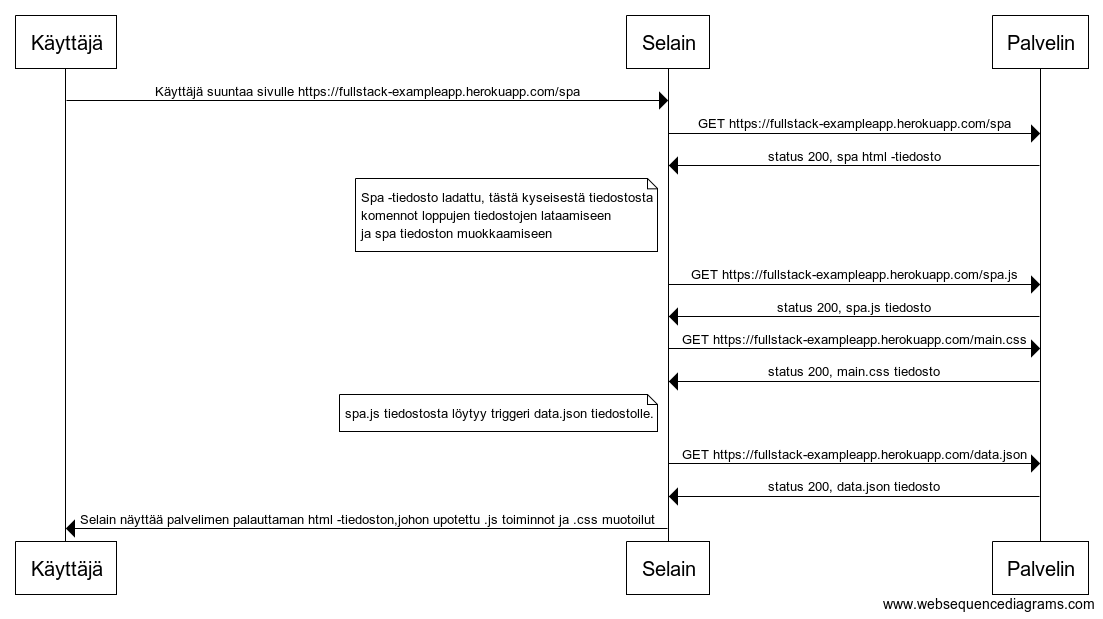 Käyttäjä
Selain
Palvelin
Käyttäjä suuntaa sivulle https://fullstack-exampleapp.herokuapp.com/spa
GET https://fullstack-exampleapp.herokuapp.com/spa
status 200, spa html -tiedosto
Spa -tiedosto ladattu, tästä kyseisestä tiedostosta
komennot loppujen tiedostojen lataamiseen
ja spa tiedoston muokkaamiseen
GET https://fullstack-exampleapp.herokuapp.com/spa.js
status 200, spa.js tiedosto
GET https://fullstack-exampleapp.herokuapp.com/main.css
status 200, main.css tiedosto
spa.js tiedostosta löytyy triggeri data.json tiedostolle.
GET https://fullstack-exampleapp.herokuapp.com/data.json
status 200, data.json tiedosto
Selain näyttää palvelimen palauttaman html -tiedoston,johon upotettu .js toiminnot ja .css muotoilut
Käyttäjä
Selain
Palvelin
www.websequencediagrams.com